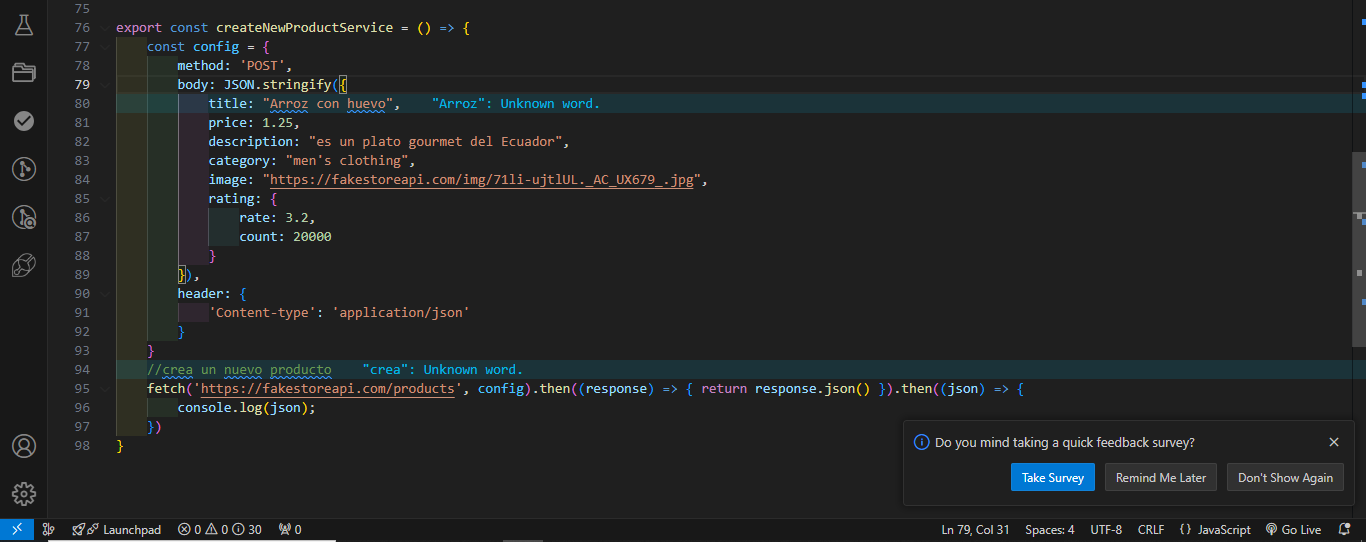 75
76 export const createNewProductService = () => {
77 const config = {
78 method: 'POST',
79 body: JSON.stringify({
80 title: "Arroz con huevo", "Arroz": Unknown word.
81 price: 1.25,
82 description: "es un plato gourmet del Ecuador",
83 category: "men's clothing",
84 image: "https://fakestoreapi.com/img/71li-ujtlUL._AC_UX679_.jpg",
85 rating: {
86 rate: 3.2,
87 count: 20000
88 }
89 }),
90 header: {
91 'Content-type': 'application/json'
92 }
93 }
94 //crea un nuevo producto "crea": Unknown word.
95 fetch('https://fakestoreapi.com/products', config).then((response) => { return response.json() }).then((json) => {
96 console.log(json);
97 })
98 }
Do you mind taking a quick feedback survey?
Take Survey Remind Me Later Don't Show Again
Launchpad 0 0 30 0 Ln 79, Col 31 Spaces: 4 UTF-8 CRLF {} JavaScript Go Live